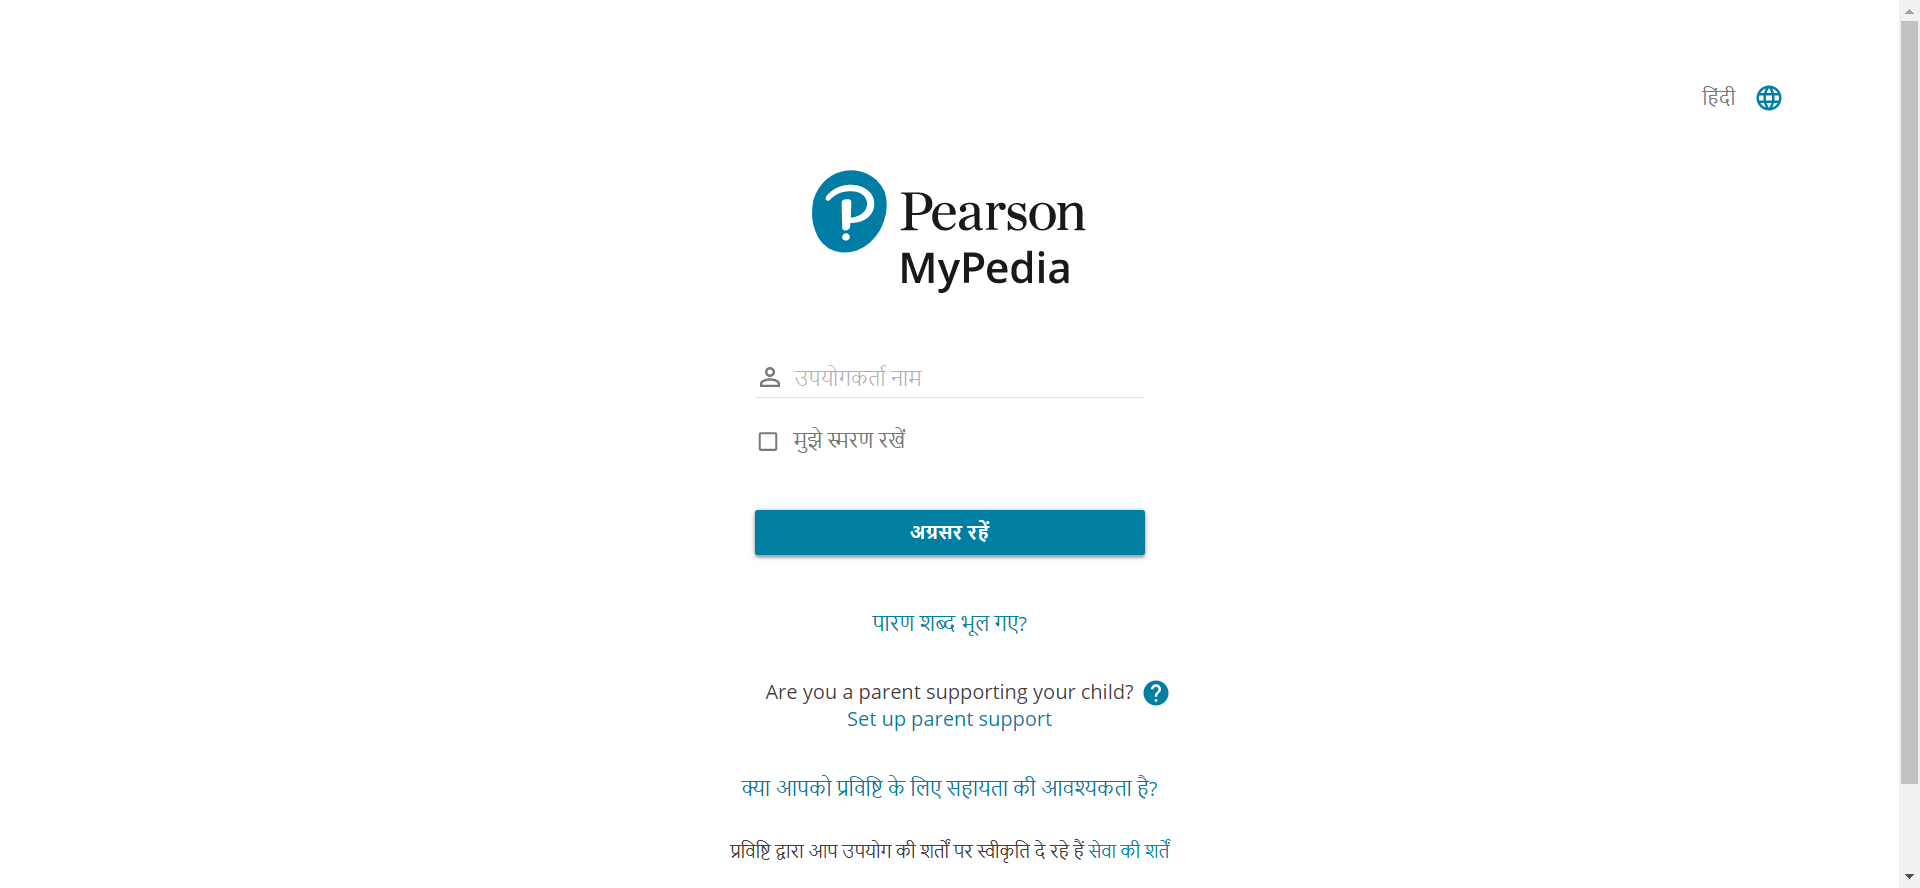 हिंदी
Pearson
MyPedia
उपयोगकर्ता नाम
मुझे स्मरण रखें
अग्रसर रहें
पारण शब्द भूल गए?
Are you a parent supporting your child?
Set up parent support
क्या आपको प्रविष्टि के लिए सहायता की आवश्यकता है?
प्रविष्टि द्वारा आप उपयोग की शर्तों पर स्वीकृति दे रहे हैं सेवा की शर्तें